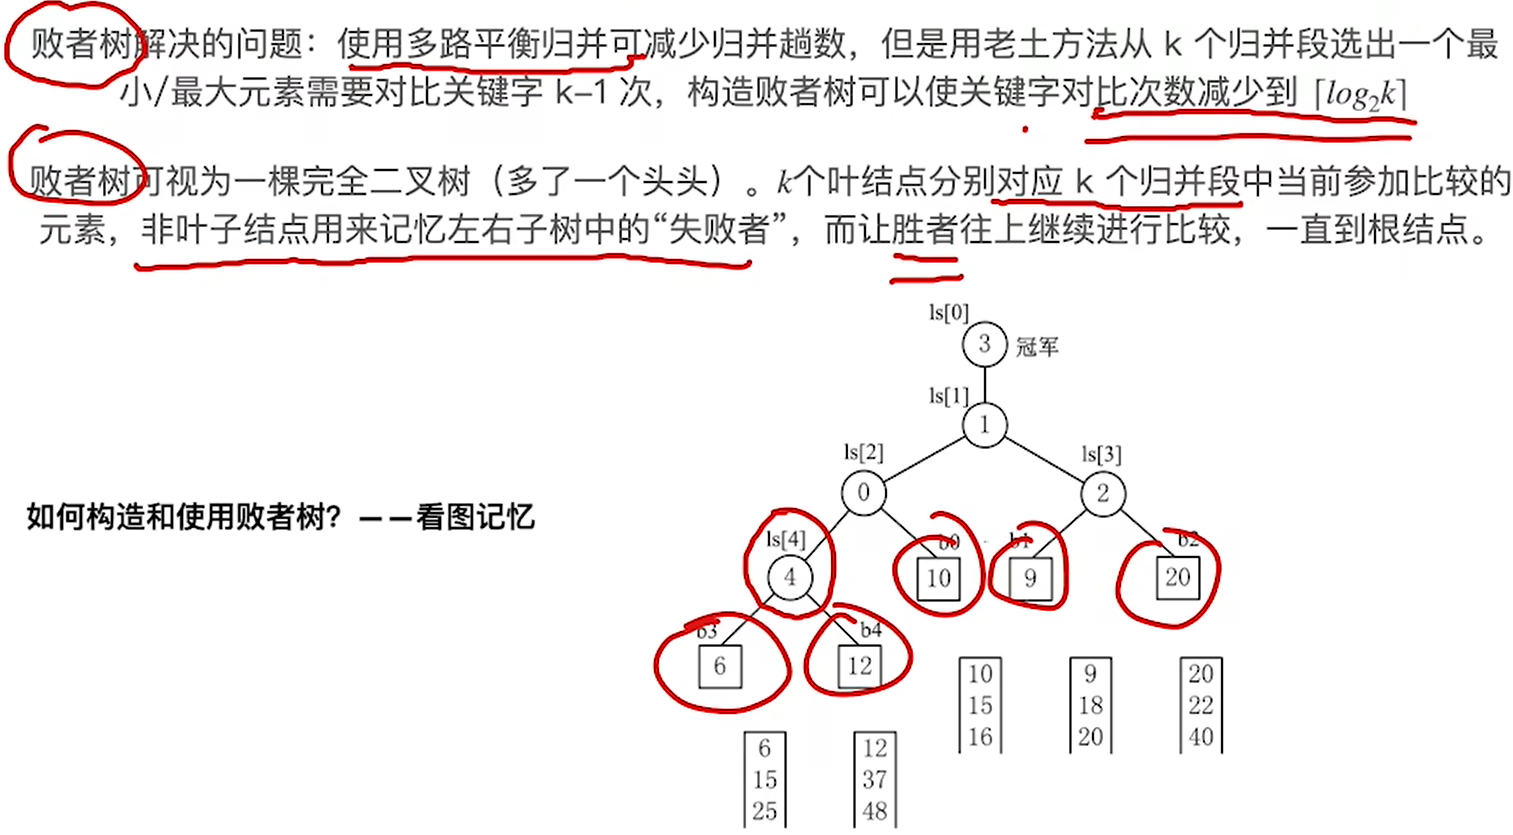 败者树解决的问题：使用多路平衡归并可减少归并趟数，但是用老土方法从 k 个归并段选出一个最
小/最大元素需要对比关键字 k–1 次，构造败者树可以使关键字对比次数减少到 ⌈log₂k⌉
败者树可视为一棵完全二叉树（多了一个头头）。k个叶结点分别对应 k 个归并段中当前参加比较的
元素，非叶子结点用来记忆左右子树中的“失败者”，而让胜者往上继续进行比较，一直到根结点。
ls[0]
3 冠军
ls[1]
1
ls[2] ls[3]
0 2
如何构造和使用败者树？——看图记忆
ls[4] b0 b1 b2
4 10 9 20
b3 b4
6 12
10 9 20
15 18 22
16 20 40
6 12
15 37
25 48